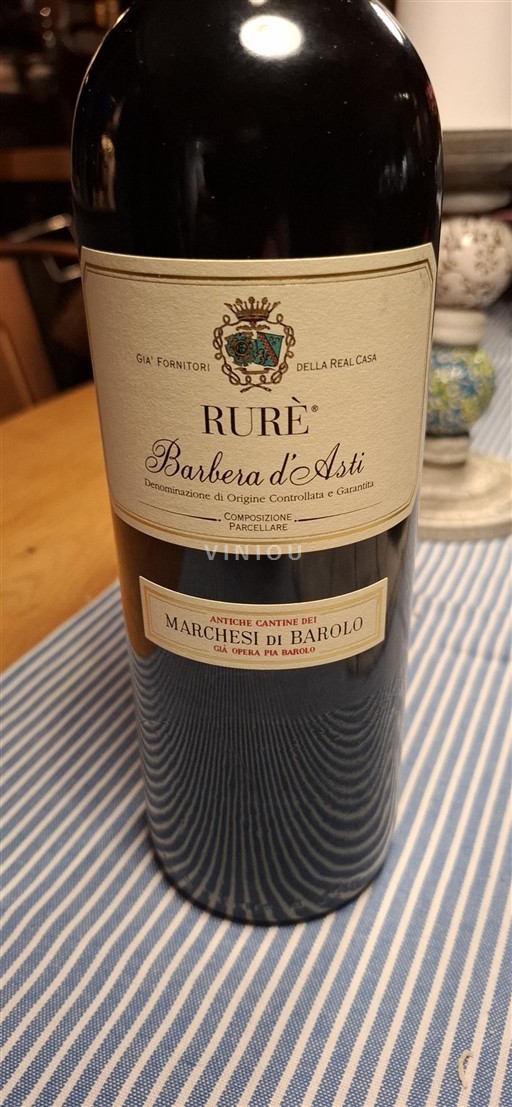 GIA' FORNITORI DELLA REAL CASA
RURÈ®
Barbera d'Asti
Denominazione di Origine Controllata e Garantita
COMPOSIZIONE
PARCELLARE
VINIOU
ANTICHE CANTINE DEI
MARCHESI DI BAROLO
GIÀ OPERA PIA BAROLO